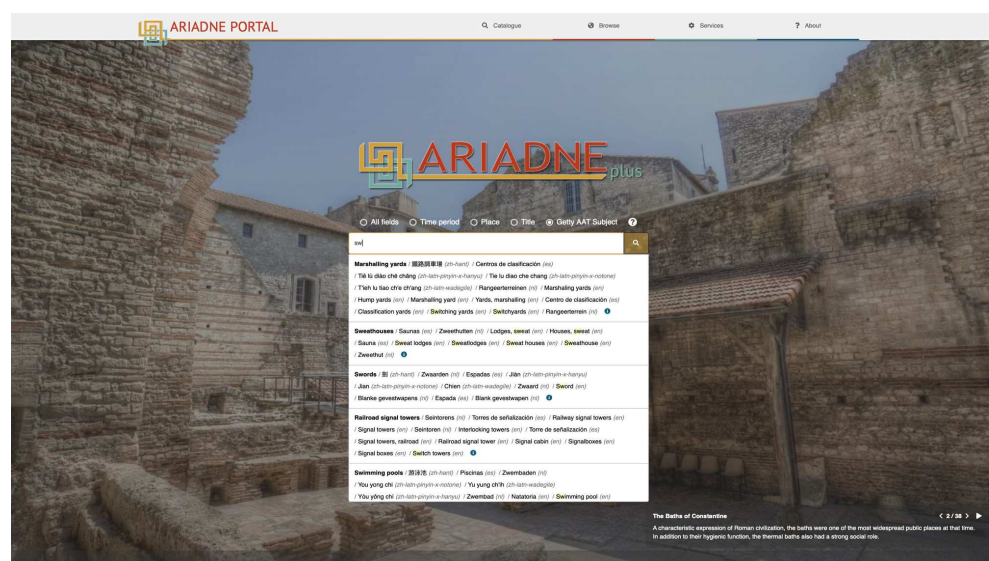 ARIADNE PORTAL
Catalogue
Browse
Services
? About
ARIADNE plus
All fields Time period Place Title Getty AAT Subject ?
sw
Marshalling yards / 鐵路調車場 (zh-hant) / Centros de clasificación (es)
/ Tiě lù diào chē chǎng (zh-latn-pinyin-x-hanyu) / Tie lu diao che chang (zh-latn-pinyin-x-notone)
/ T'ieh lu tiao ch'e ch'ang (zh-latn-wadegile) / Rangeerterreinen (nl) / Marshaling yards (en)
/ Hump yards (en) / Marshalling yard (en) / Yards, marshalling (en) / Centro de clasificación (es)
/ Classification yards (en) / Switching yards (en) / Switchyards (en) / Rangeerterrein (nl)
Sweathouses / Saunas (es) / Zweethutten (nl) / Lodges, sweat (en) / Houses, sweat (en)
/ Sauna (es) / Sweat lodges (en) / Sweatlodges (en) / Sweat houses (en) / Sweathouse (en)
/ Zweethut (nl)
Swords / 劍 (zh-hant) / Zwaarden (nl) / Espadas (es) / Jiàn (zh-latn-pinyin-x-hanyu)
/ Jian (zh-latn-pinyin-x-notone) / Chien (zh-latn-wadegile) / Zwaard (nl) / Sword (en)
/ Blanke gevestwapens (nl) / Espada (es) / Blank gevestwapen (nl)
Railroad signal towers / Seintorens (nl) / Torres de señalización (es) / Railway signal towers (en)
/ Signal towers (en) / Seintoren (nl) / Interlocking towers (en) / Torre de señalización (es)
/ Signal towers, railroad (en) / Railroad signal tower (en) / Signal cabin (en) / Signalboxes (en)
/ Signal boxes (en) / Switch towers (en)
Swimming pools / 游泳池 (zh-hant) / Piscinas (es) / Zwembaden (nl)
/ You yong chi (zh-latn-pinyin-x-notone) / Yu yung ch'ih (zh-latn-wadegile)
/ Yóu yǒng chí (zh-latn-pinyin-x-hanyu) / Zwembad (nl) / Natatoria (en) / Swimming pool (en)
The Baths of Constantine
2 / 38
A characteristic expression of Roman civilization, the baths were one of the most widespread public places at that time.
In addition to their hygienic function, the thermal baths also had a strong social role.